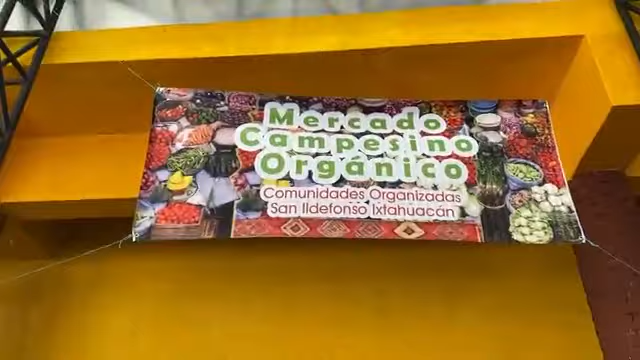 Mercado
Campesino
Orgánico
Comunidades Organizadas
San Ildefonso Ixtahuacán